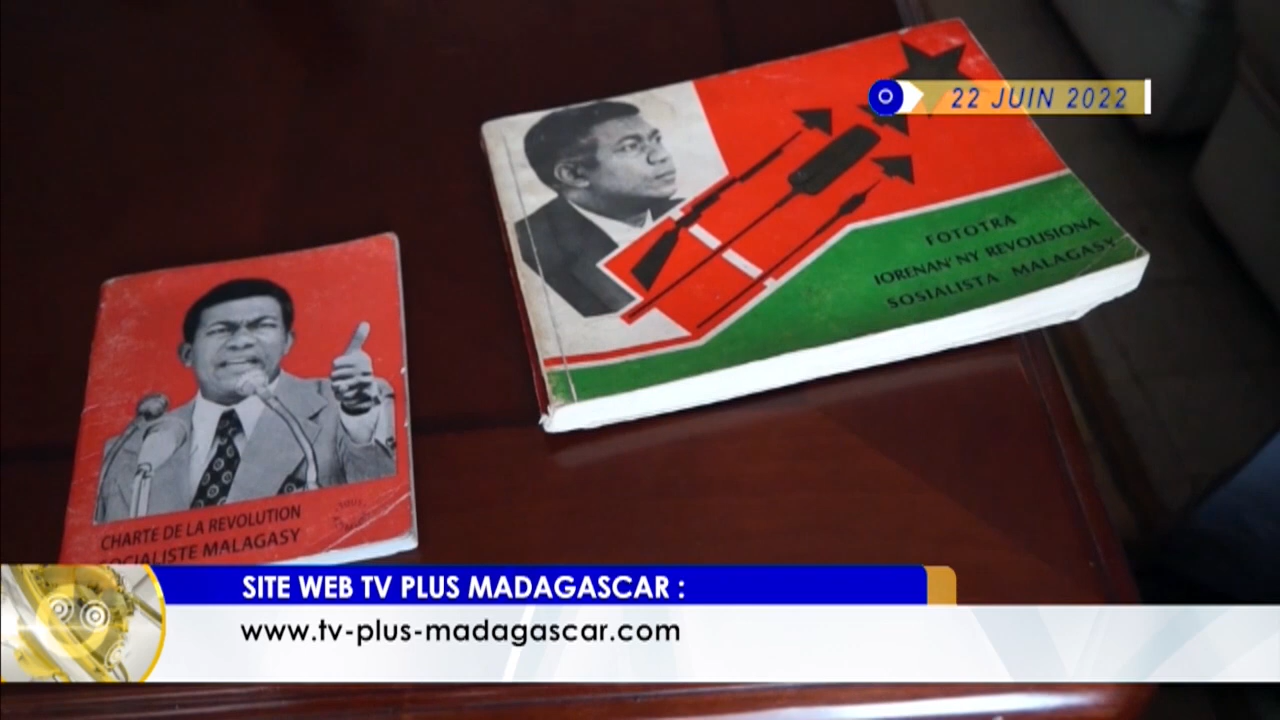 22 JUIN 2022
FOTOTRA
IORENAN' NY REVOLISIONA
SOSIALISTA MALAGASY
CHARTE DE LA REVOLUTION
SOCIALISTE MALAGASY
SITE WEB TV PLUS MADAGASCAR :
www.tv-plus-madagascar.com